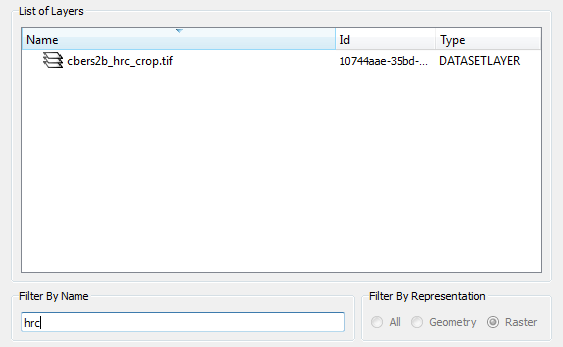 List of Layers
Name Id Type
cbers2b_hrc_crop.tif 10744aae-35bd-... DATASETLAYER
Filter By Name Filter By Representation
hrc All Geometry Raster